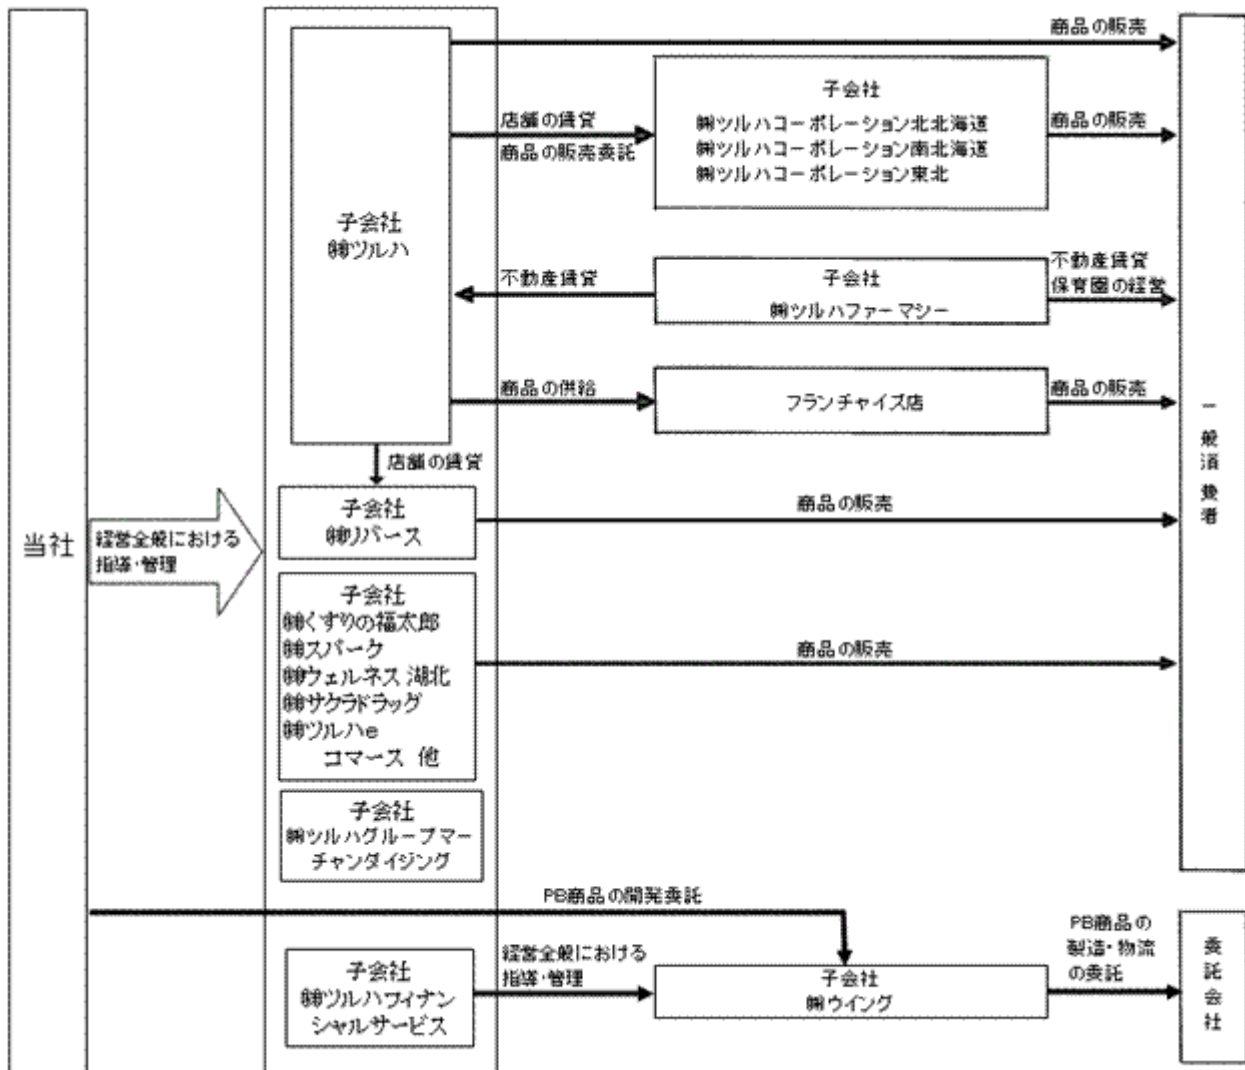 当社
経営全般における
指導・管理
子会社
㈱ツルハ
商品の販売
店舗の賃貸
商品の販売委託
子会社
㈱ツルハコーポレーション北北海道
㈱ツルハコーポレーション南北海道
㈱ツルハコーポレーション東北
商品の販売
不動産賃貸
子会社
㈱ツルハファーマシー
不動産賃貸
保育園の経営
商品の供給
フランチャイズ店
商品の販売
店舗の賃貸
子会社
㈱リバース
商品の販売
子会社
㈱くすりの福太郎
㈱スパーク
㈱ウェルネス湖北
㈱サクラドラッグ
㈱ツルハe
コマース 他
商品の販売
子会社
㈱ツルハグループマー
チャンダイジング
一般消費者
PB商品の開発委託
子会社
㈱ツルハフィナン
シャルサービス
経営全般における
指導・管理
子会社
㈱ウイング
PB商品の
製造・物流
の委託
委託会社